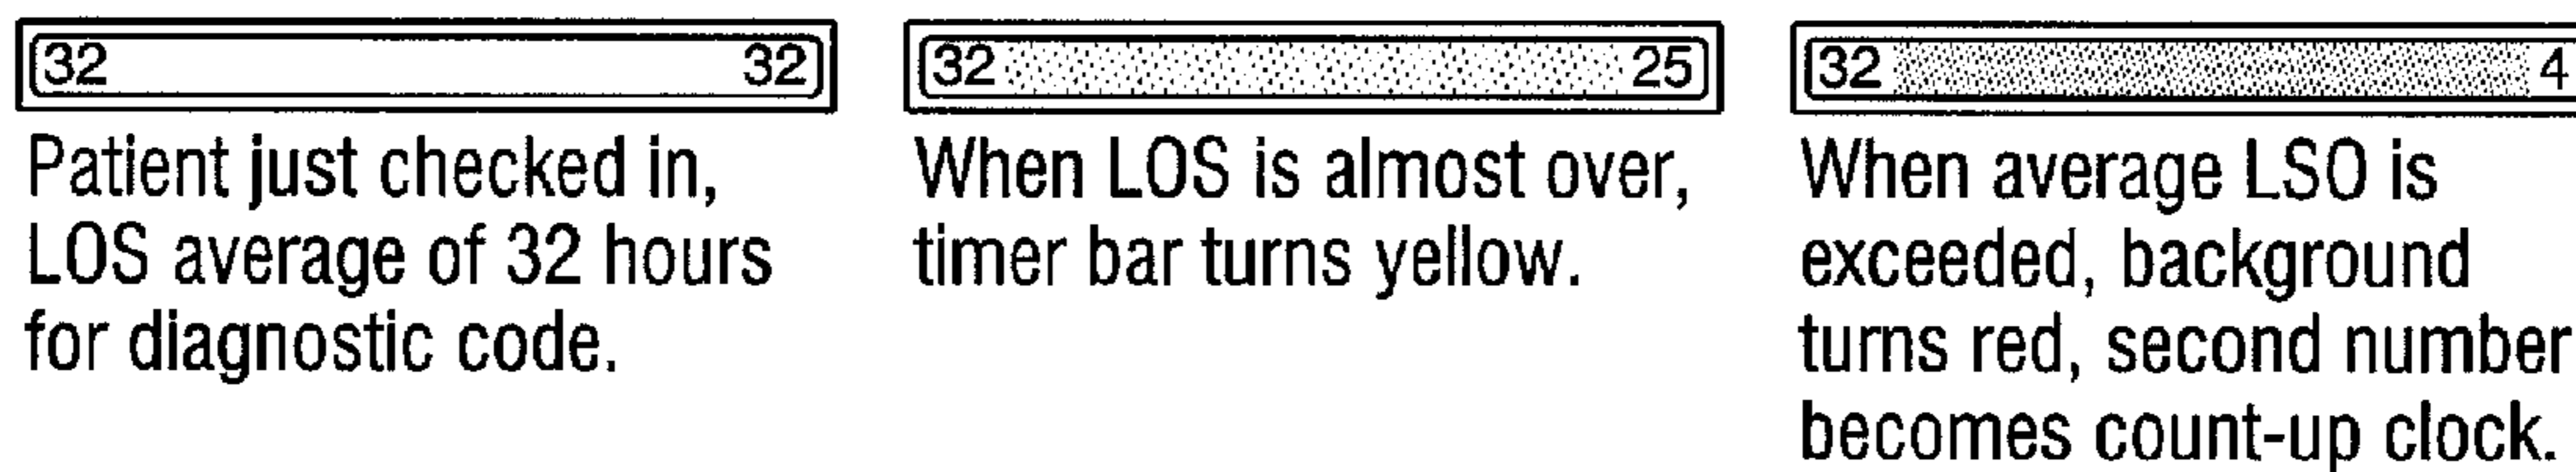 32 32
Patient just checked in,
LOS average of 32 hours
for diagnostic code.
32 25
When LOS is almost over,
timer bar turns yellow.
32 4
When average LSO is
exceeded, background
turns red, second number
becomes count-up clock.